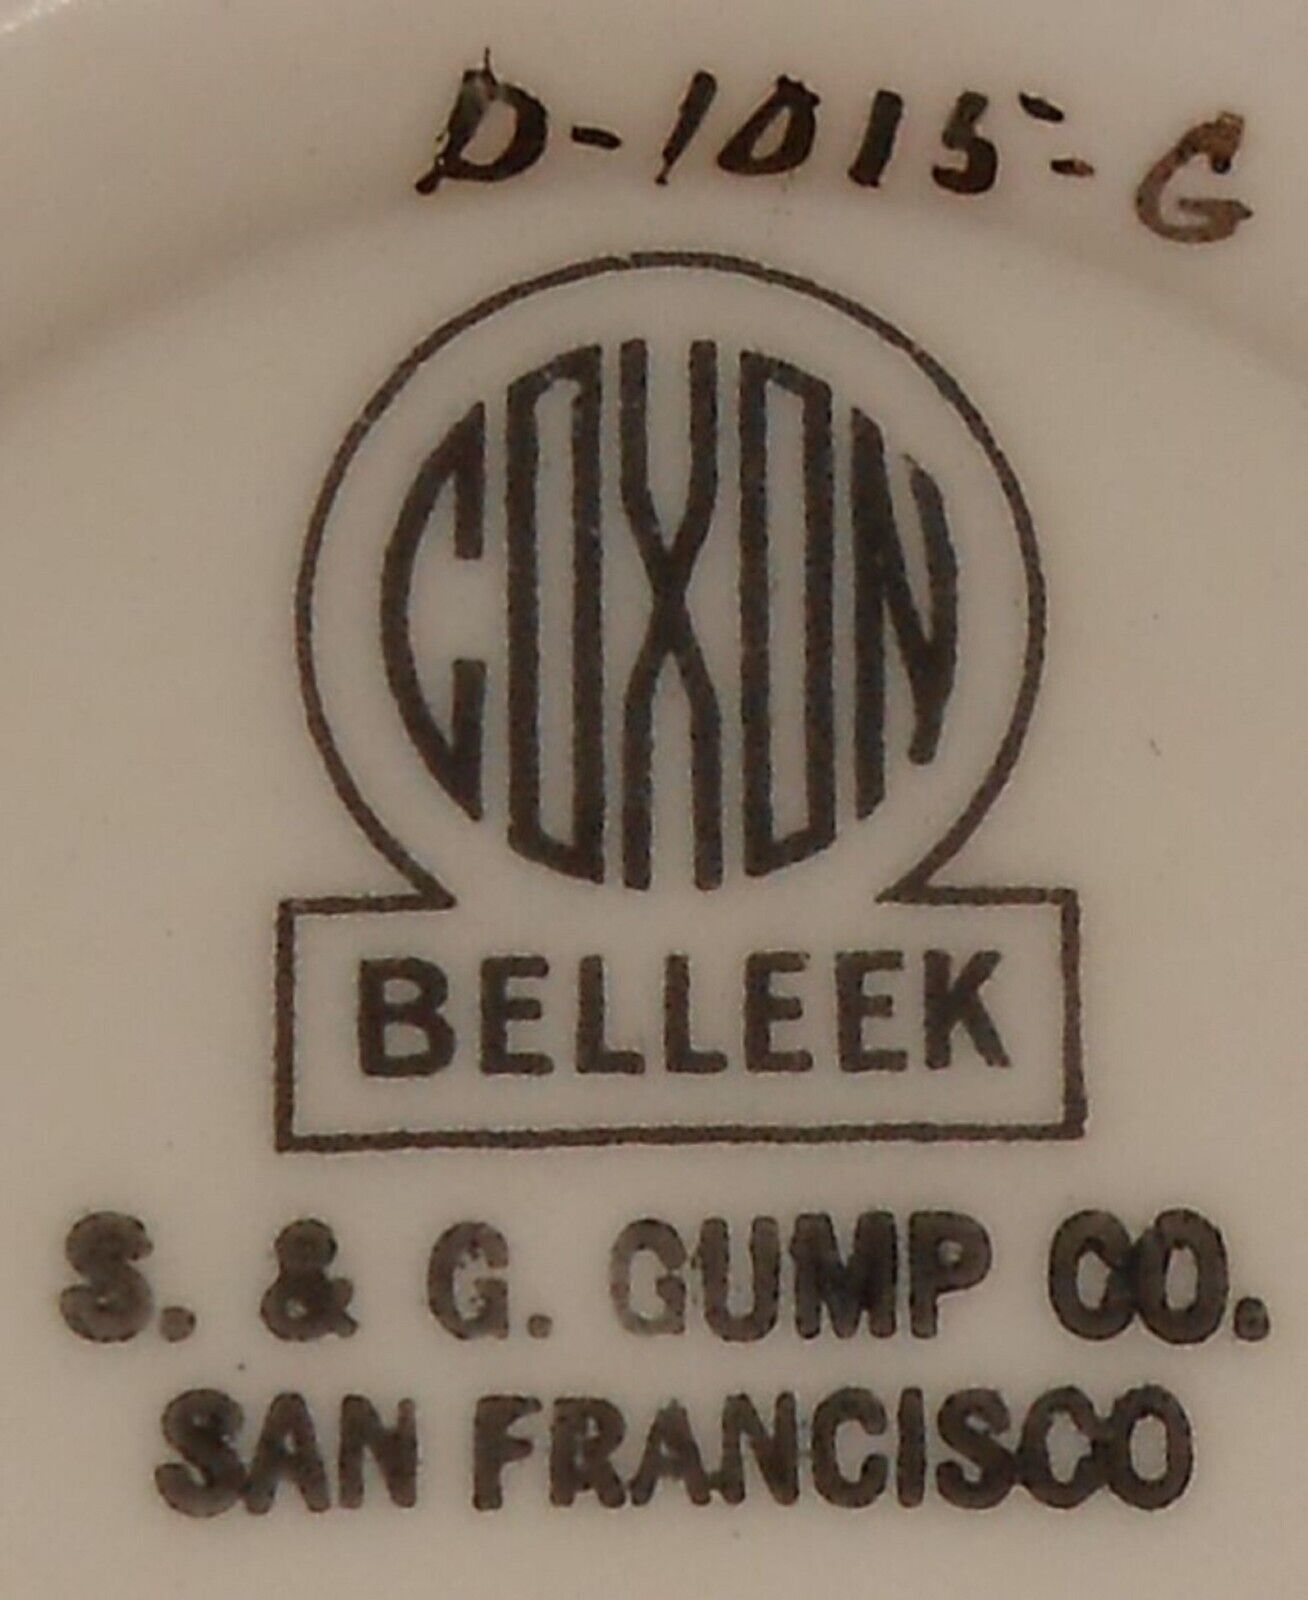 D-1015-G
COXON
BELLEEK
S. & G. GUMP CO.
SAN FRANCISCO